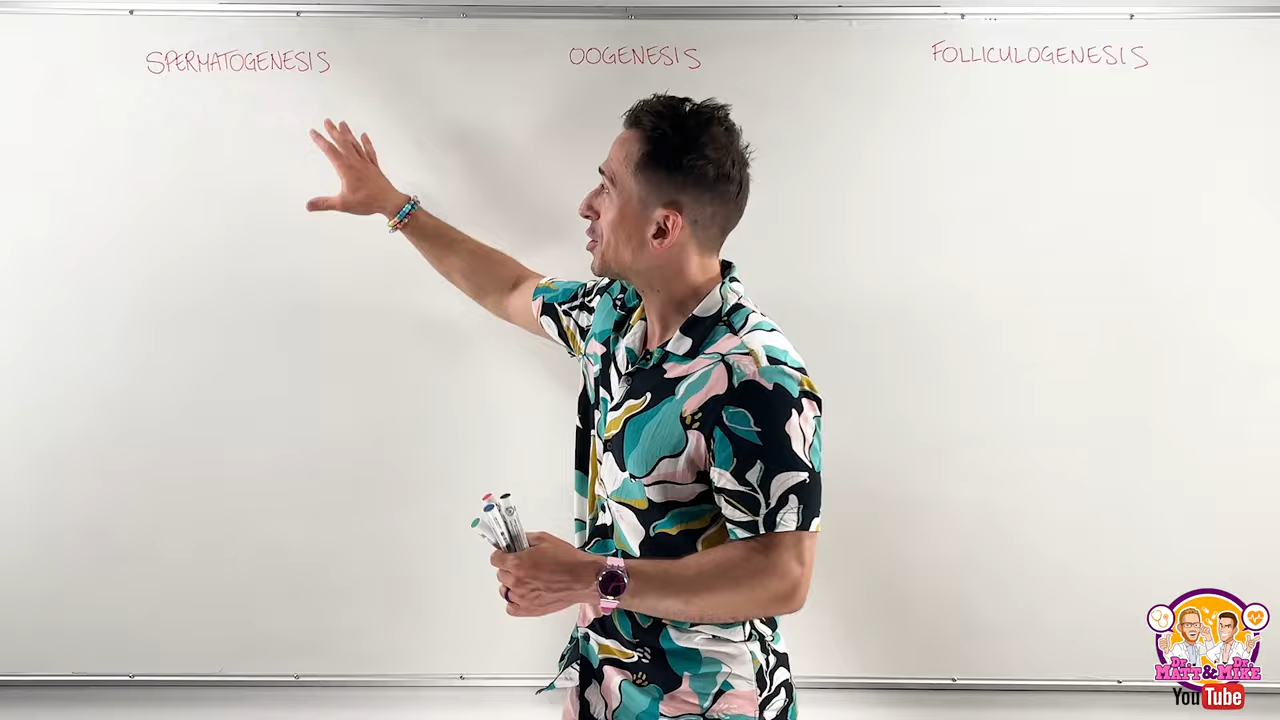 SPERMATOGENESIS
OOGENESIS
FOLLICULOGENESIS
DR. MATT & DR. MIKE
YouTube